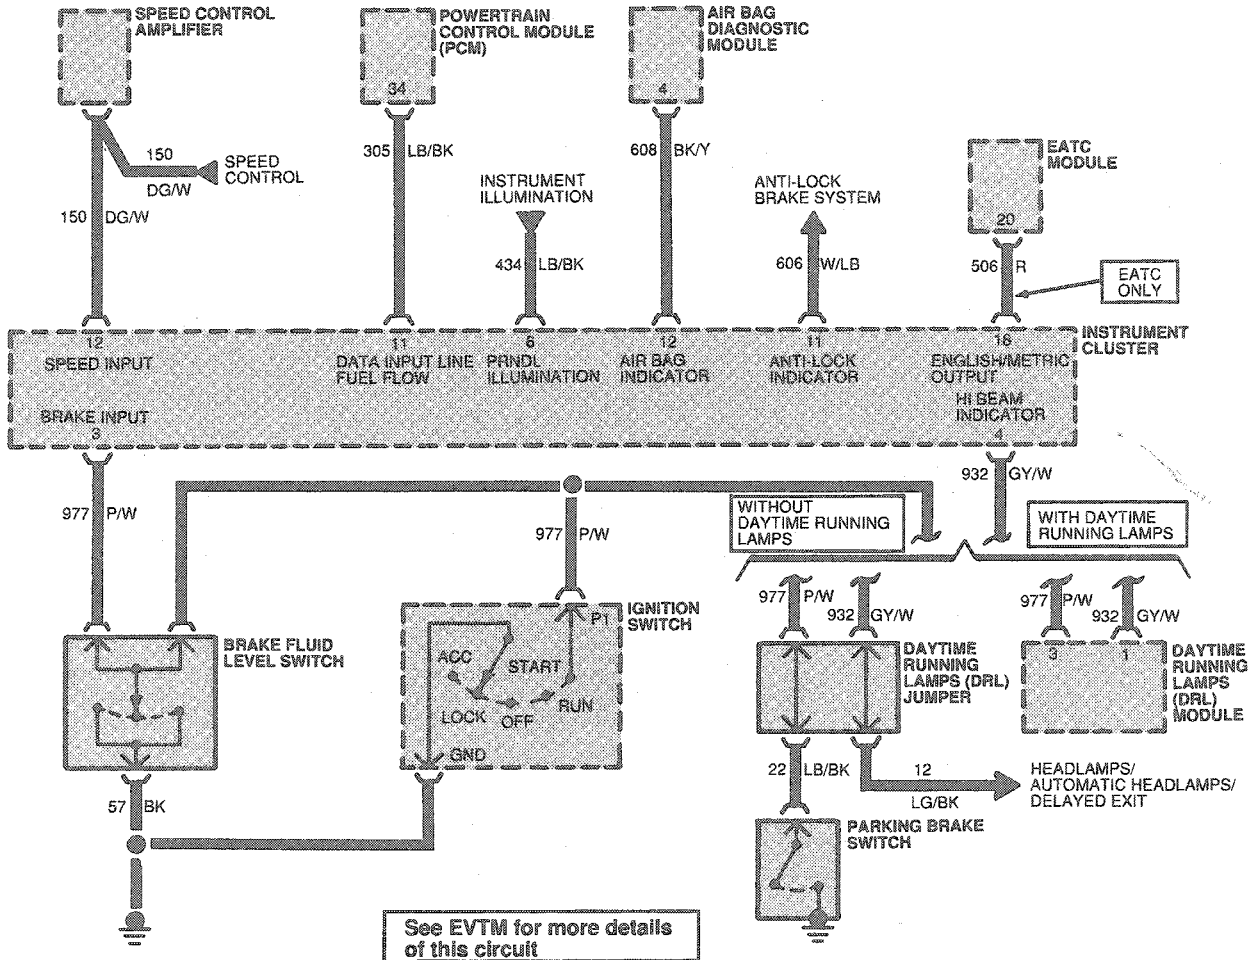 SPEED CONTROL
AMPLIFIER
POWERTRAIN
CONTROL MODULE
(PCM)
34
AIR BAG
DIAGNOSTIC
MODULE
4
150
DG/W
SPEED
CONTROL
305 LB/BK
608 BK/Y
EATC
MODULE
20
INSTRUMENT
ILLUMINATION
ANTI-LOCK
BRAKE SYSTEM
150 DG/W
434 LB/BK
606 W/LB
506 R
EATC
ONLY
INSTRUMENT
CLUSTER
12
SPEED INPUT
11
DATA INPUT LINE
FUEL FLOW
6
PRNDL
ILLUMINATION
12
AIR BAG
INDICATOR
11
ANTI-LOCK
INDICATOR
18
ENGLISH/METRIC
OUTPUT
HI BEAM
INDICATOR
4
BRAKE INPUT
3
932 GY/W
977 P/W
977 P/W
WITHOUT
DAYTIME RUNNING
LAMPS
WITH DAYTIME
RUNNING LAMPS
977 P/W
932 GY/W
977 P/W
932 GY/W
BRAKE FLUID
LEVEL SWITCH
IGNITION
SWITCH
P1
ACC
START
LOCK
OFF
RUN
GND
DAYTIME
RUNNING
LAMPS (DRL)
JUMPER
3
1
DAYTIME
RUNNING
LAMPS
(DRL)
MODULE
57 BK
22 LB/BK
12
LG/BK
HEADLAMPS/
AUTOMATIC HEADLAMPS/
DELAYED EXIT
PARKING BRAKE
SWITCH
See EVTM for more details
of this circuit